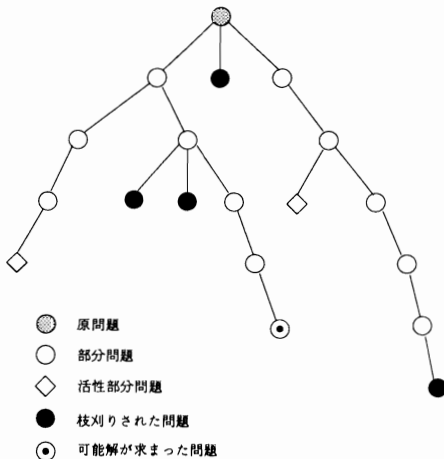 原問題
部分問題
活性部分問題
枝刈りされた問題
可能解が求まった問題